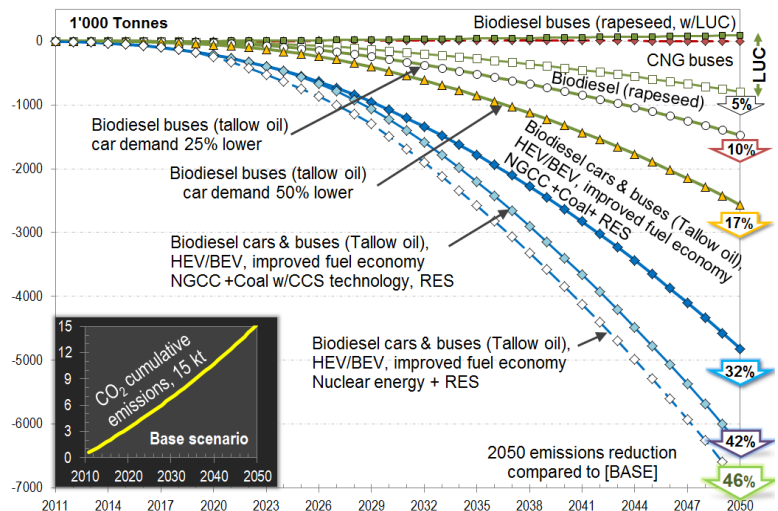 1'000 Tonnes
Biodiesel buses (rapeseed, w/LUC)
CNG buses
LUC
Biodiesel (rapeseed)
5%
10%
17%
Biodiesel buses (tallow oil)
car demand 25% lower
Biodiesel buses (tallow oil)
car demand 50% lower
Biodiesel cars & buses (Tallow oil),
HEV/BEV, improved fuel economy
NGCC +Coal+ RES
Biodiesel cars & buses (Tallow oil),
HEV/BEV, improved fuel economy
NGCC +Coal w/CCS technology, RES
Biodiesel cars & buses (Tallow oil),
HEV/BEV, improved fuel economy
Nuclear energy + RES
32%
42%
46%
2050 emissions reduction
compared to [BASE]
0
-1000
-2000
-3000
-4000
-5000
-6000
-7000
15
12
9
6
3
0
CO2 cumulative
emissions, 15 kt
Base scenario
2010 2020 2030 2040 2050
2011 2014 2017 2020 2023 2026 2029 2032 2035 2038 2041 2044 2047 2050